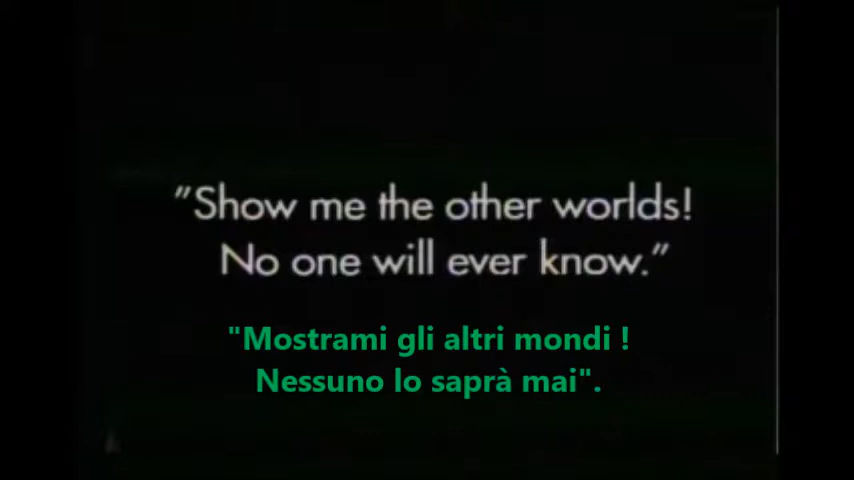 "Show me the other worlds!
No one will ever know."
"Mostrami gli altri mondi !
Nessuno lo saprà mai".